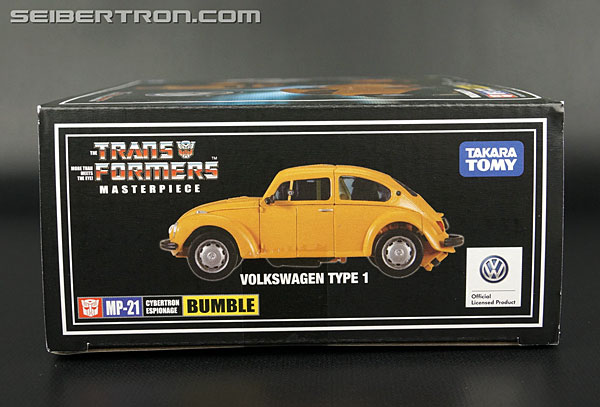 SEIBERTRON.COM
THE TRANSFORMERS™
MORE THAN
MEETS
THE EYE!
MASTERPIECE
TAKARA
TOMY
VOLKSWAGEN TYPE 1
Official
Licensed Product
MP-21 CYBERTRON
ESPIONAGE BUMBLE